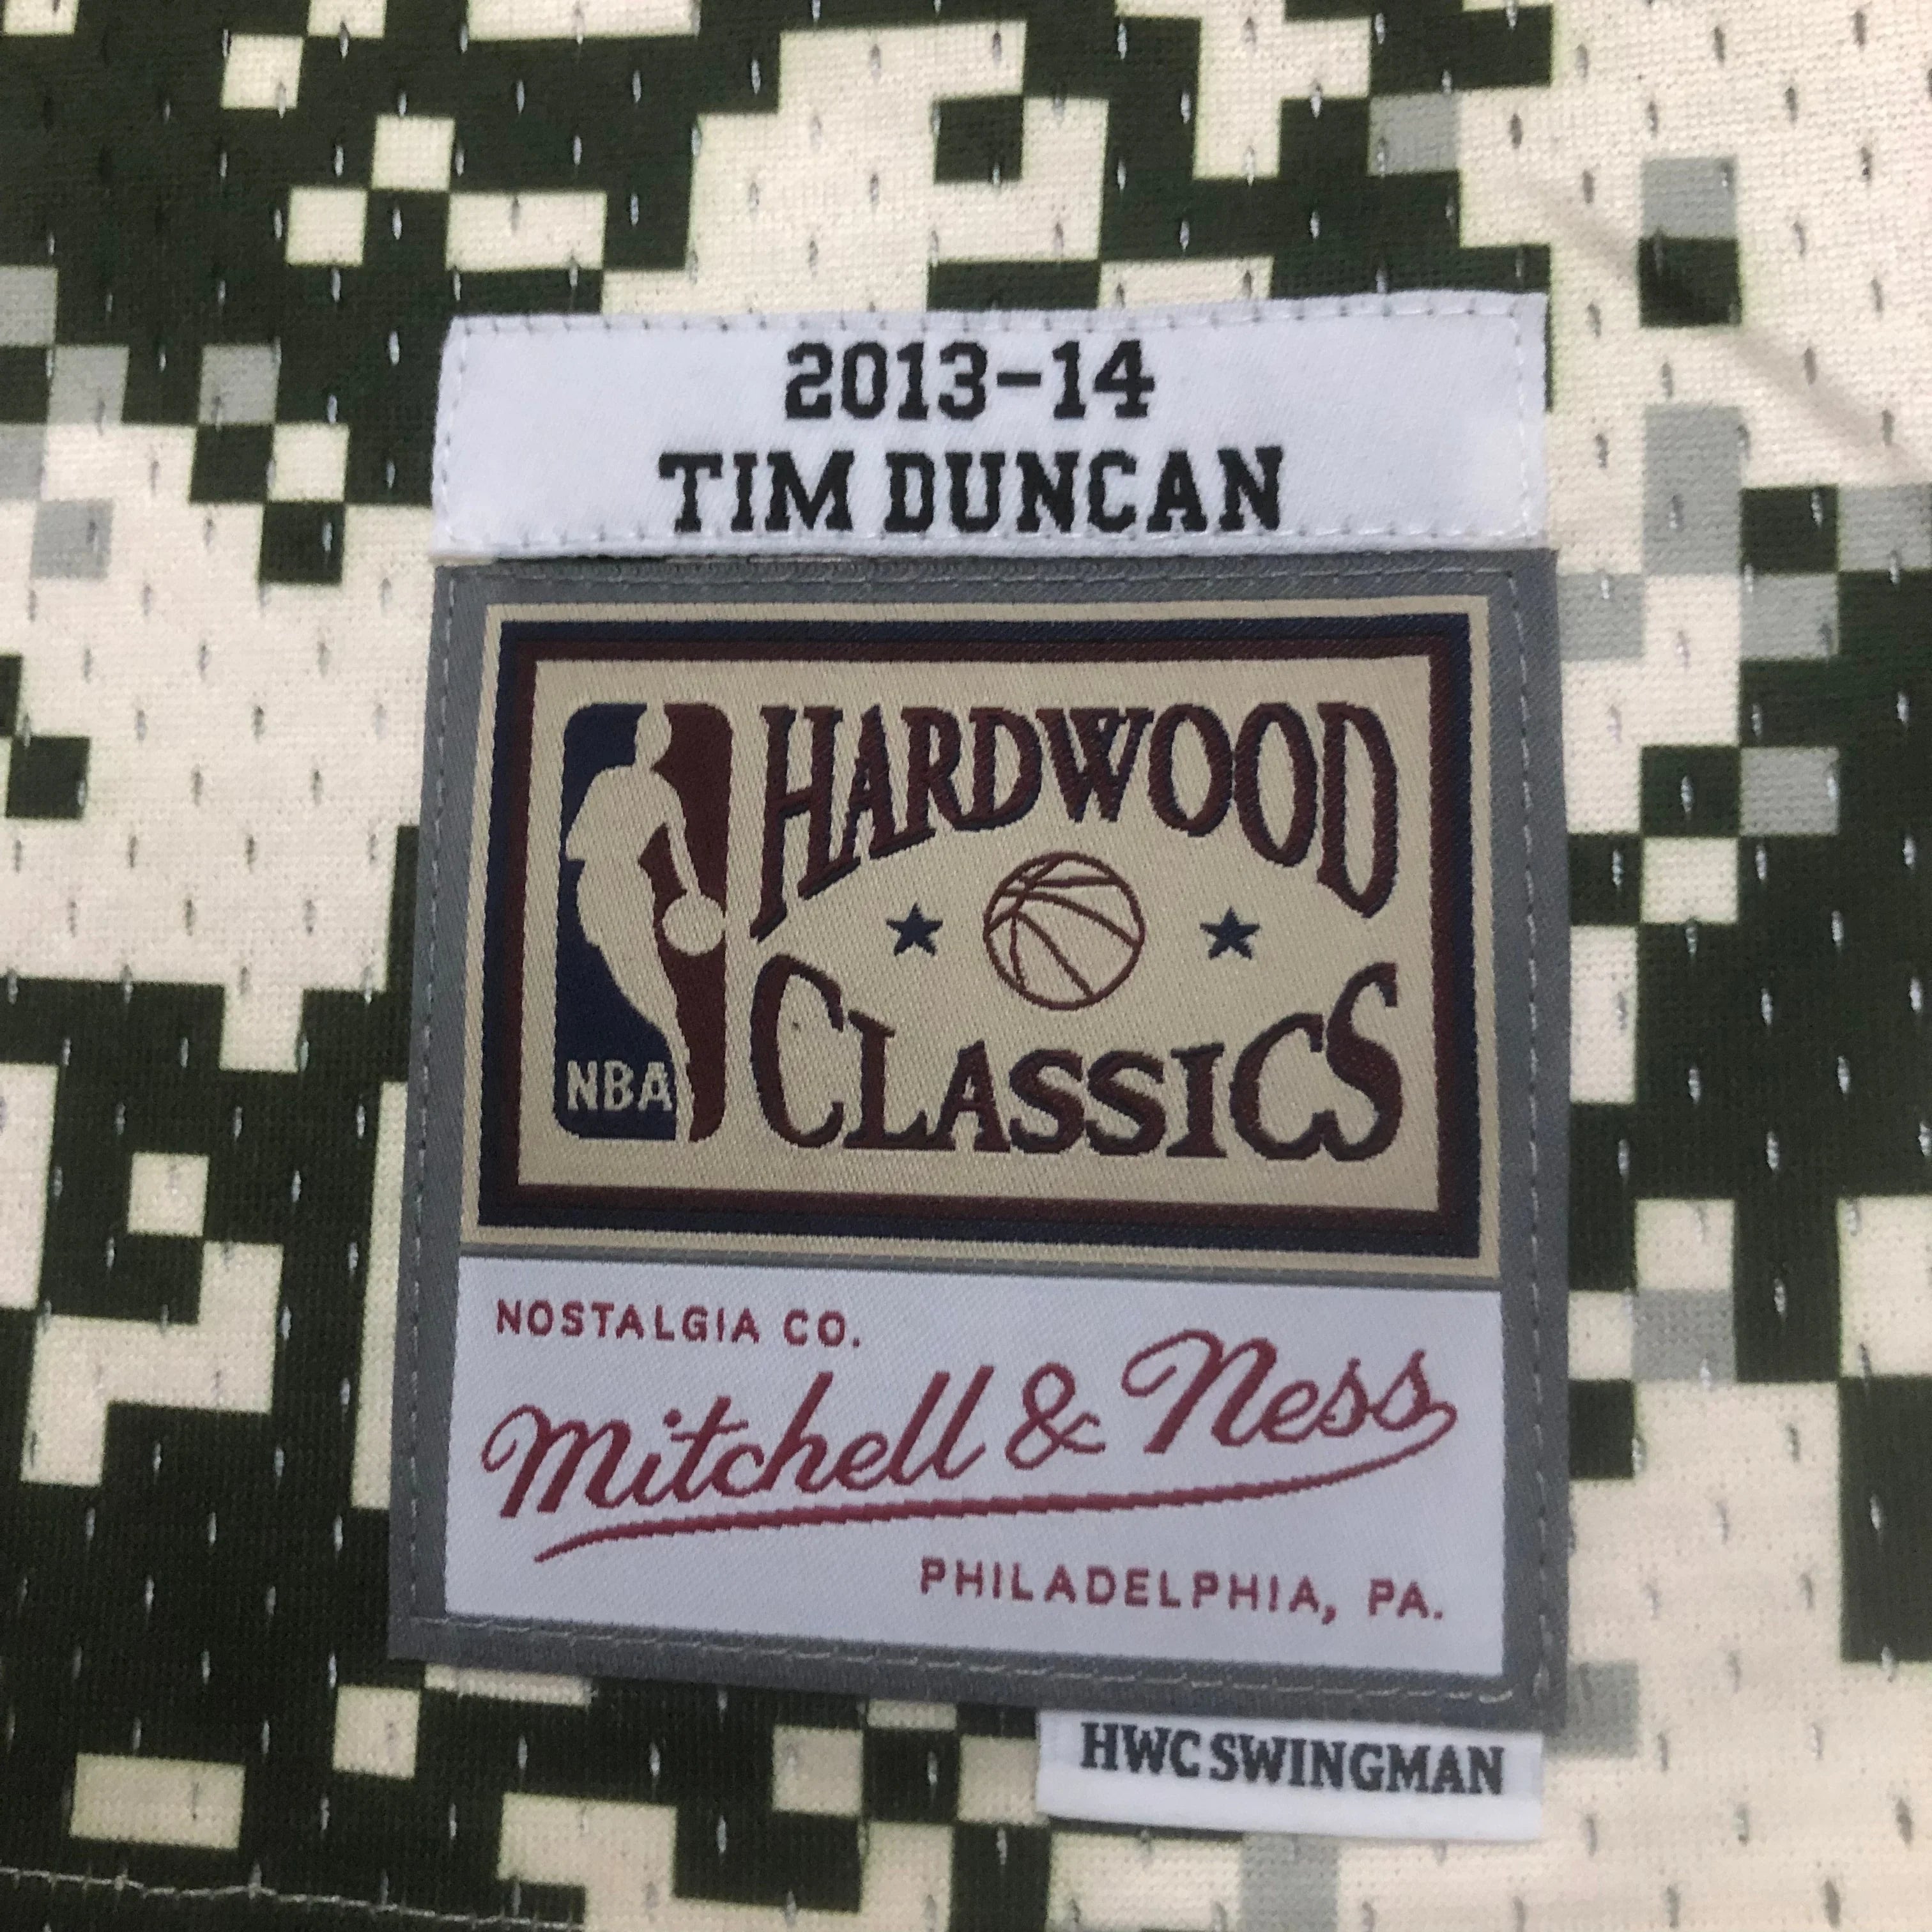 2013-14
TIM DUNCAN
HARDWOOD
CLASSICS
NBA
NOSTALGIA CO.
Mitchell & Ness
PHILADELPHIA, PA.
HWC SWINGMAN